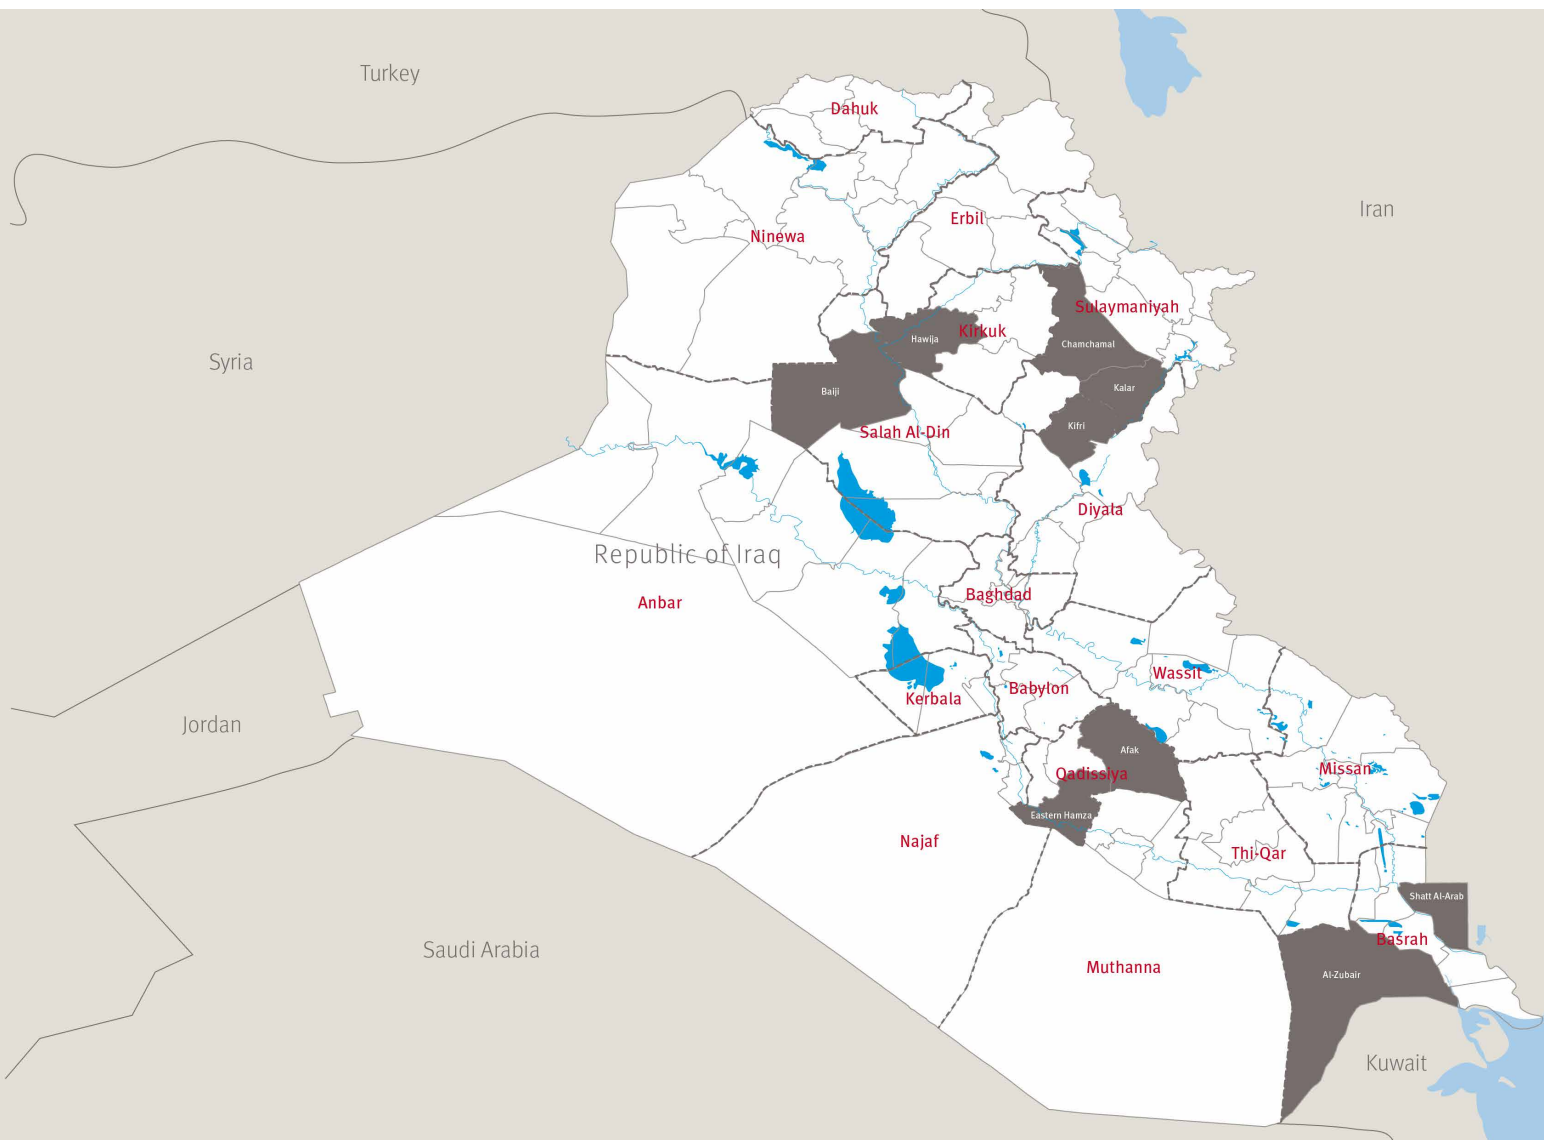 Turkey
Dahuk
Iran
Erbil
Ninewa
Sulaymaniyah
Kirkuk
Hawija
Chamchamal
Syria
Kalar
Baiji
Kifri
Salah Al-Din
Diyala
Republic of Iraq
Baghdad
Anbar
Wassit
Babylon
Kerbala
Jordan
Afak
Missan
Qadissiya
Eastern Hamza
Najaf
Thi-Qar
Shatt Al-Arab
Basrah
Saudi Arabia
Muthanna
Al-Zubair
Kuwait